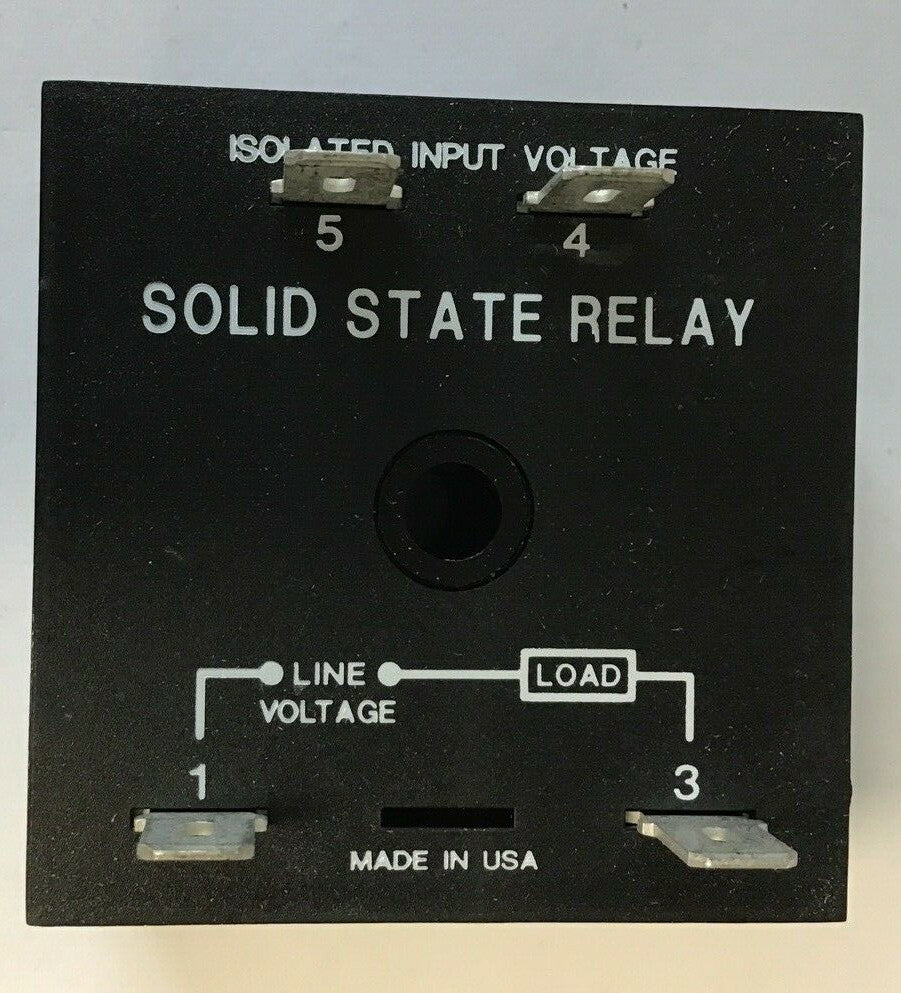 ISOLATED INPUT VOLTAGE
5 4
SOLID STATE RELAY
LINE LOAD
VOLTAGE
1 3
MADE IN USA